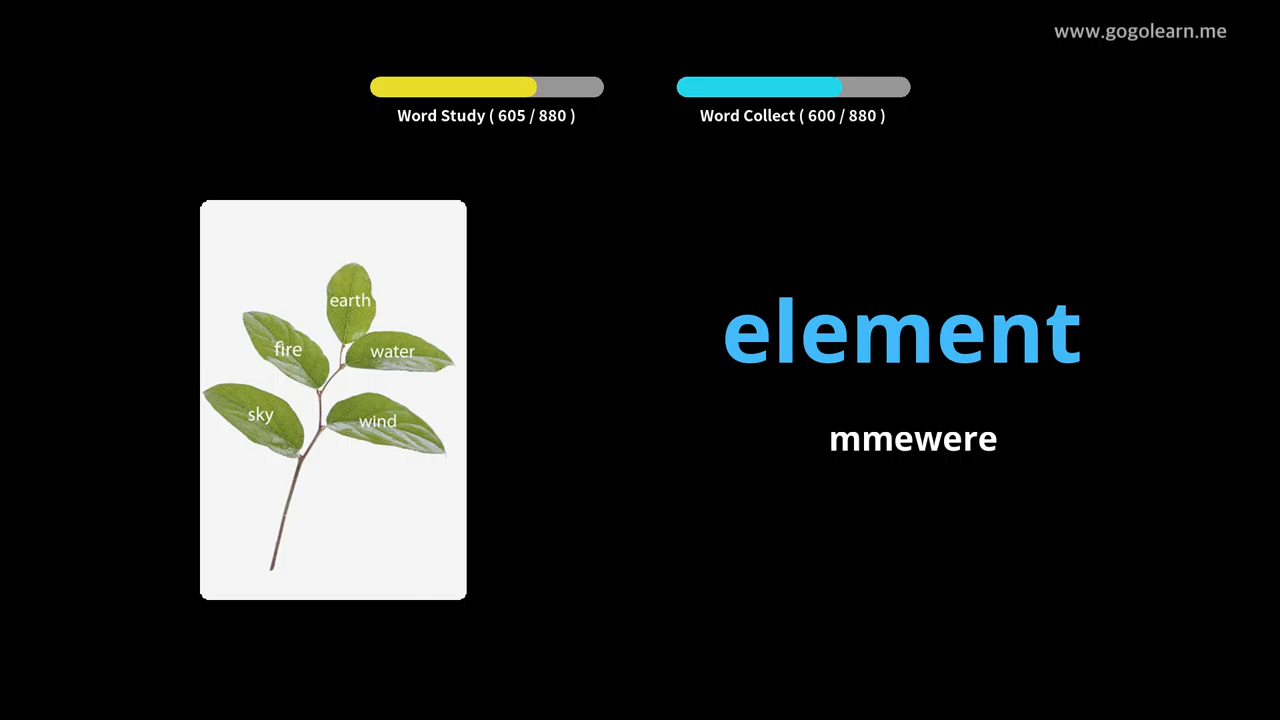 www.gogolearn.me
Word Study ( 605 / 880 )
Word Collect ( 600 / 880 )
earth
fire
water
sky
wind
element
mmewere